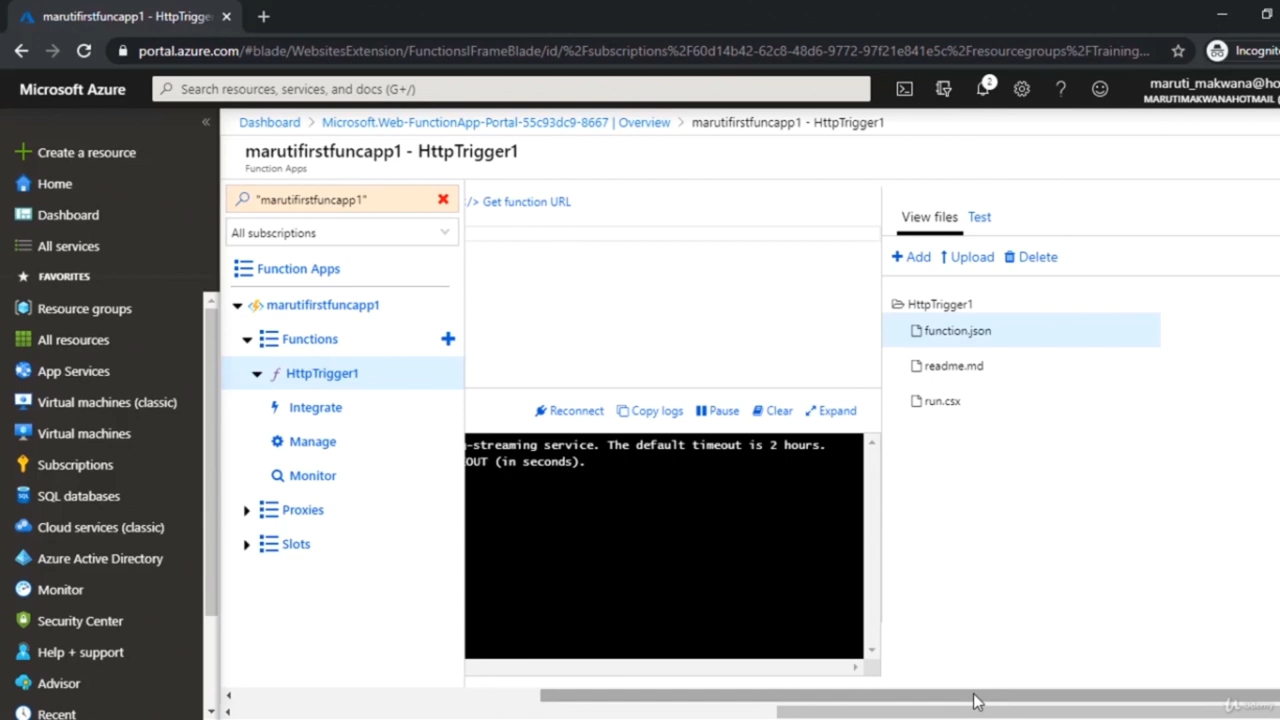 marutifirstfuncapp1 - HttpTrigge
portal.azure.com/#blade/WebsitesExtension/FunctionsIFrameBlade/id/%2Fsubscriptions%2F60d14b42-62c8-48d6-9772-97f21e841e5c%2Fresourcegroups%2FTraining...
Incognito
Microsoft Azure
Search resources, services, and docs (G+/)
2
maruti_makwana@ho
MARUTIMAKWANAHOTMAIL (
Dashboard > Microsoft.Web-FunctionApp-Portal-55c93dc9-8667 | Overview > marutifirstfuncapp1 - HttpTrigger1
marutifirstfuncapp1 - HttpTrigger1
Function Apps
Create a resource
Home
Dashboard
All services
FAVORITES
Resource groups
All resources
App Services
Virtual machines (classic)
Virtual machines
Subscriptions
SQL databases
Cloud services (classic)
Azure Active Directory
Monitor
Security Center
Help + support
Advisor
Recent
"marutifirstfuncapp1"
All subscriptions
Function Apps
marutifirstfuncapp1
Functions
HttpTrigger1
Integrate
Manage
Monitor
Proxies
Slots
/> Get function URL
Reconnect Copy logs Pause Clear Expand
-streaming service. The default timeout is 2 hours.
OUT (in seconds).
View files Test
Add Upload Delete
HttpTrigger1
function.json
readme.md
run.csx
Udemy